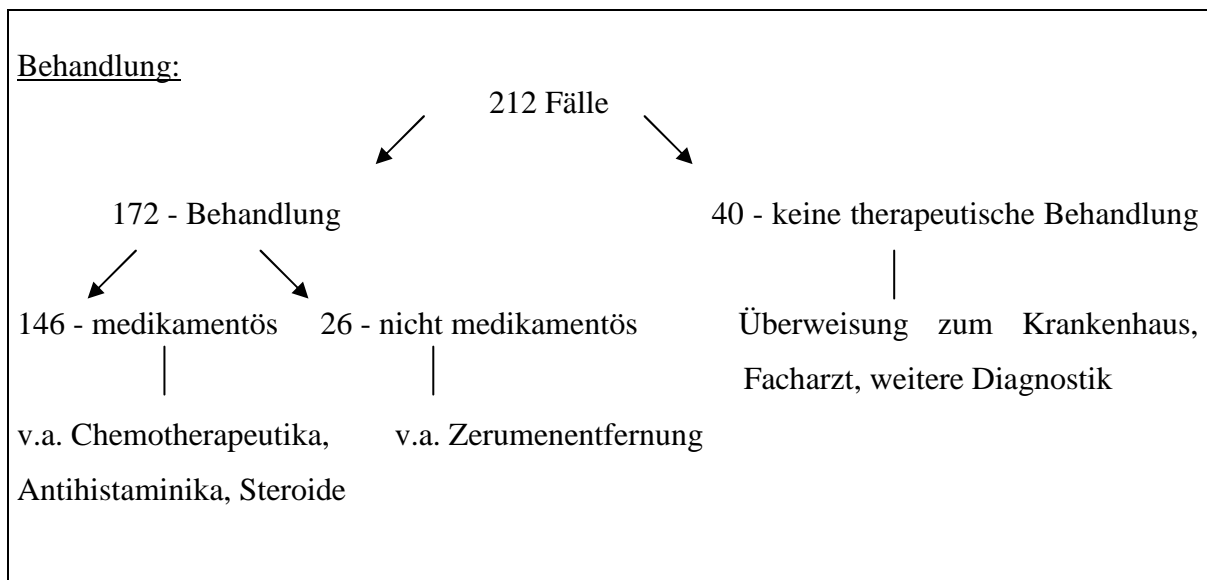 Behandlung:
212 Fälle
172 - Behandlung
40 - keine therapeutische Behandlung
146 - medikamentös
26 - nicht medikamentös
Überweisung zum Krankenhaus,
Facharzt, weitere Diagnostik
v.a. Chemotherapeutika,
Antihistaminika, Steroide
v.a. Zerumenentfernung